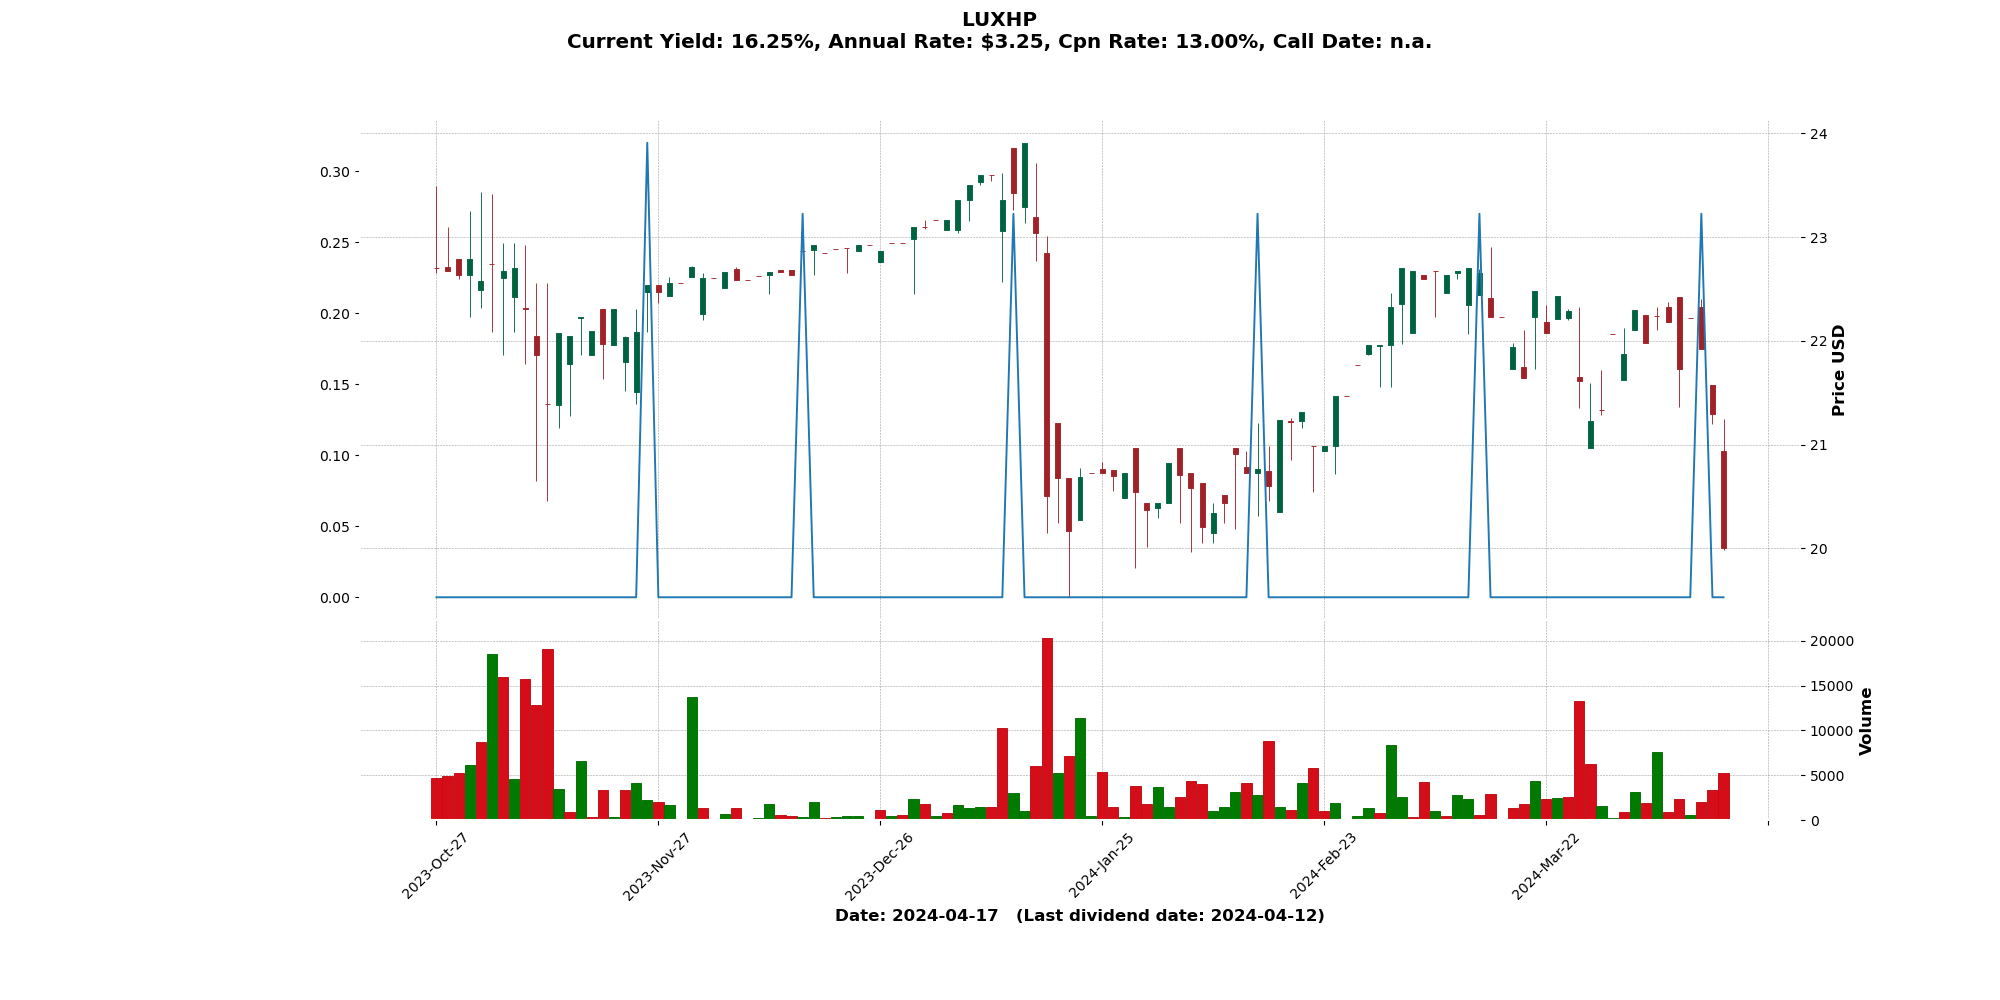 LUXHP
Current Yield: 16.25%, Annual Rate: $3.25, Cpn Rate: 13.00%, Call Date: n.a.
0.30
0.25
0.20
0.15
0.10
0.05
0.00
24
23
22
21
20
Price USD
20000
15000
10000
5000
0
Volume
2023-Oct-27
2023-Nov-27
2023-Dec-26
2024-Jan-25
2024-Feb-23
2024-Mar-22
Date: 2024-04-17 (Last dividend date: 2024-04-12)